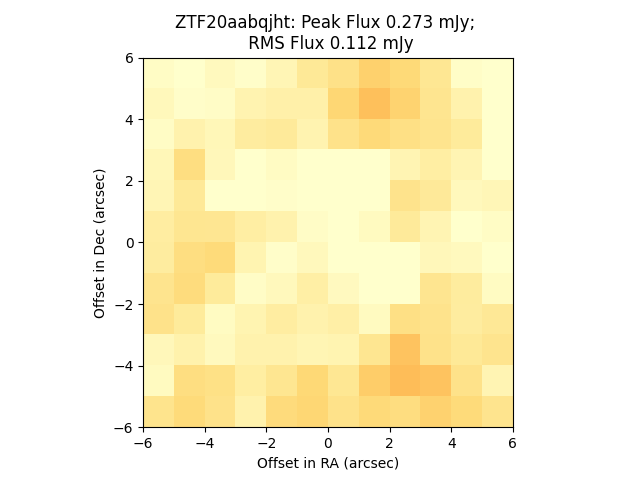 ZTF20aabqjht: Peak Flux 0.273 mJy;
RMS Flux 0.112 mJy
6
4
2
0
−2
−4
−6
Offset in Dec (arcsec)
−6 −4 −2 0 2 4 6
Offset in RA (arcsec)